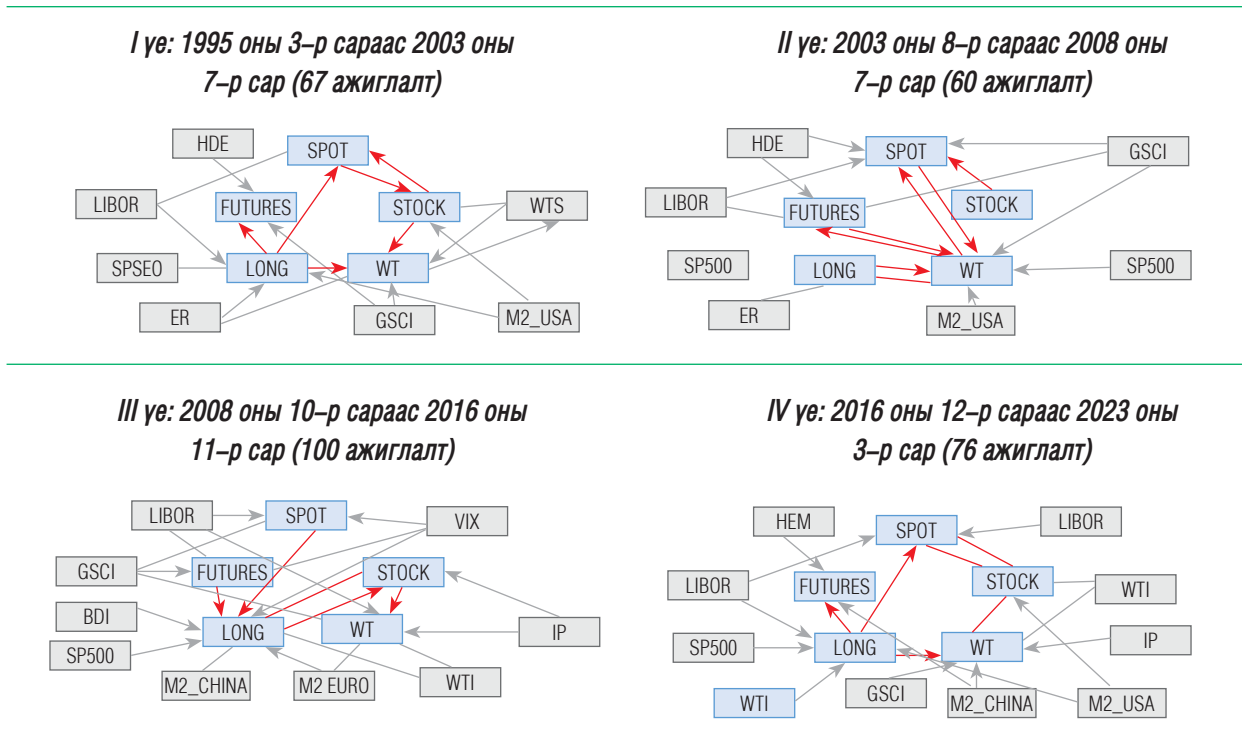 I үе: 1995 оны 3–р сараас 2003 оны
7–р сар (67 ажиглалт)
HDE
SPOT
LIBOR
FUTURES
STOCK
WTS
SPSEO
LONG
WT
ER
GSCI
M2_USA
II үе: 2003 оны 8–р сараас 2008 оны
7–р сар (60 ажиглалт)
HDE
SPOT
GSCI
LIBOR
FUTURES
STOCK
SP500
LONG
WT
SP500
ER
M2_USA
III үе: 2008 оны 10–р сараас 2016 оны
11–р сар (100 ажиглалт)
LIBOR
SPOT
VIX
GSCI
FUTURES
STOCK
BDI
LONG
WT
IP
SP500
M2_CHINA
M2 EURO
WTI
IV үе: 2016 оны 12–р сараас 2023 оны
3–р сар (76 ажиглалт)
HEM
SPOT
LIBOR
LIBOR
FUTURES
STOCK
WTI
SP500
LONG
WT
IP
WTI
GSCI
M2_CHINA
M2_USA